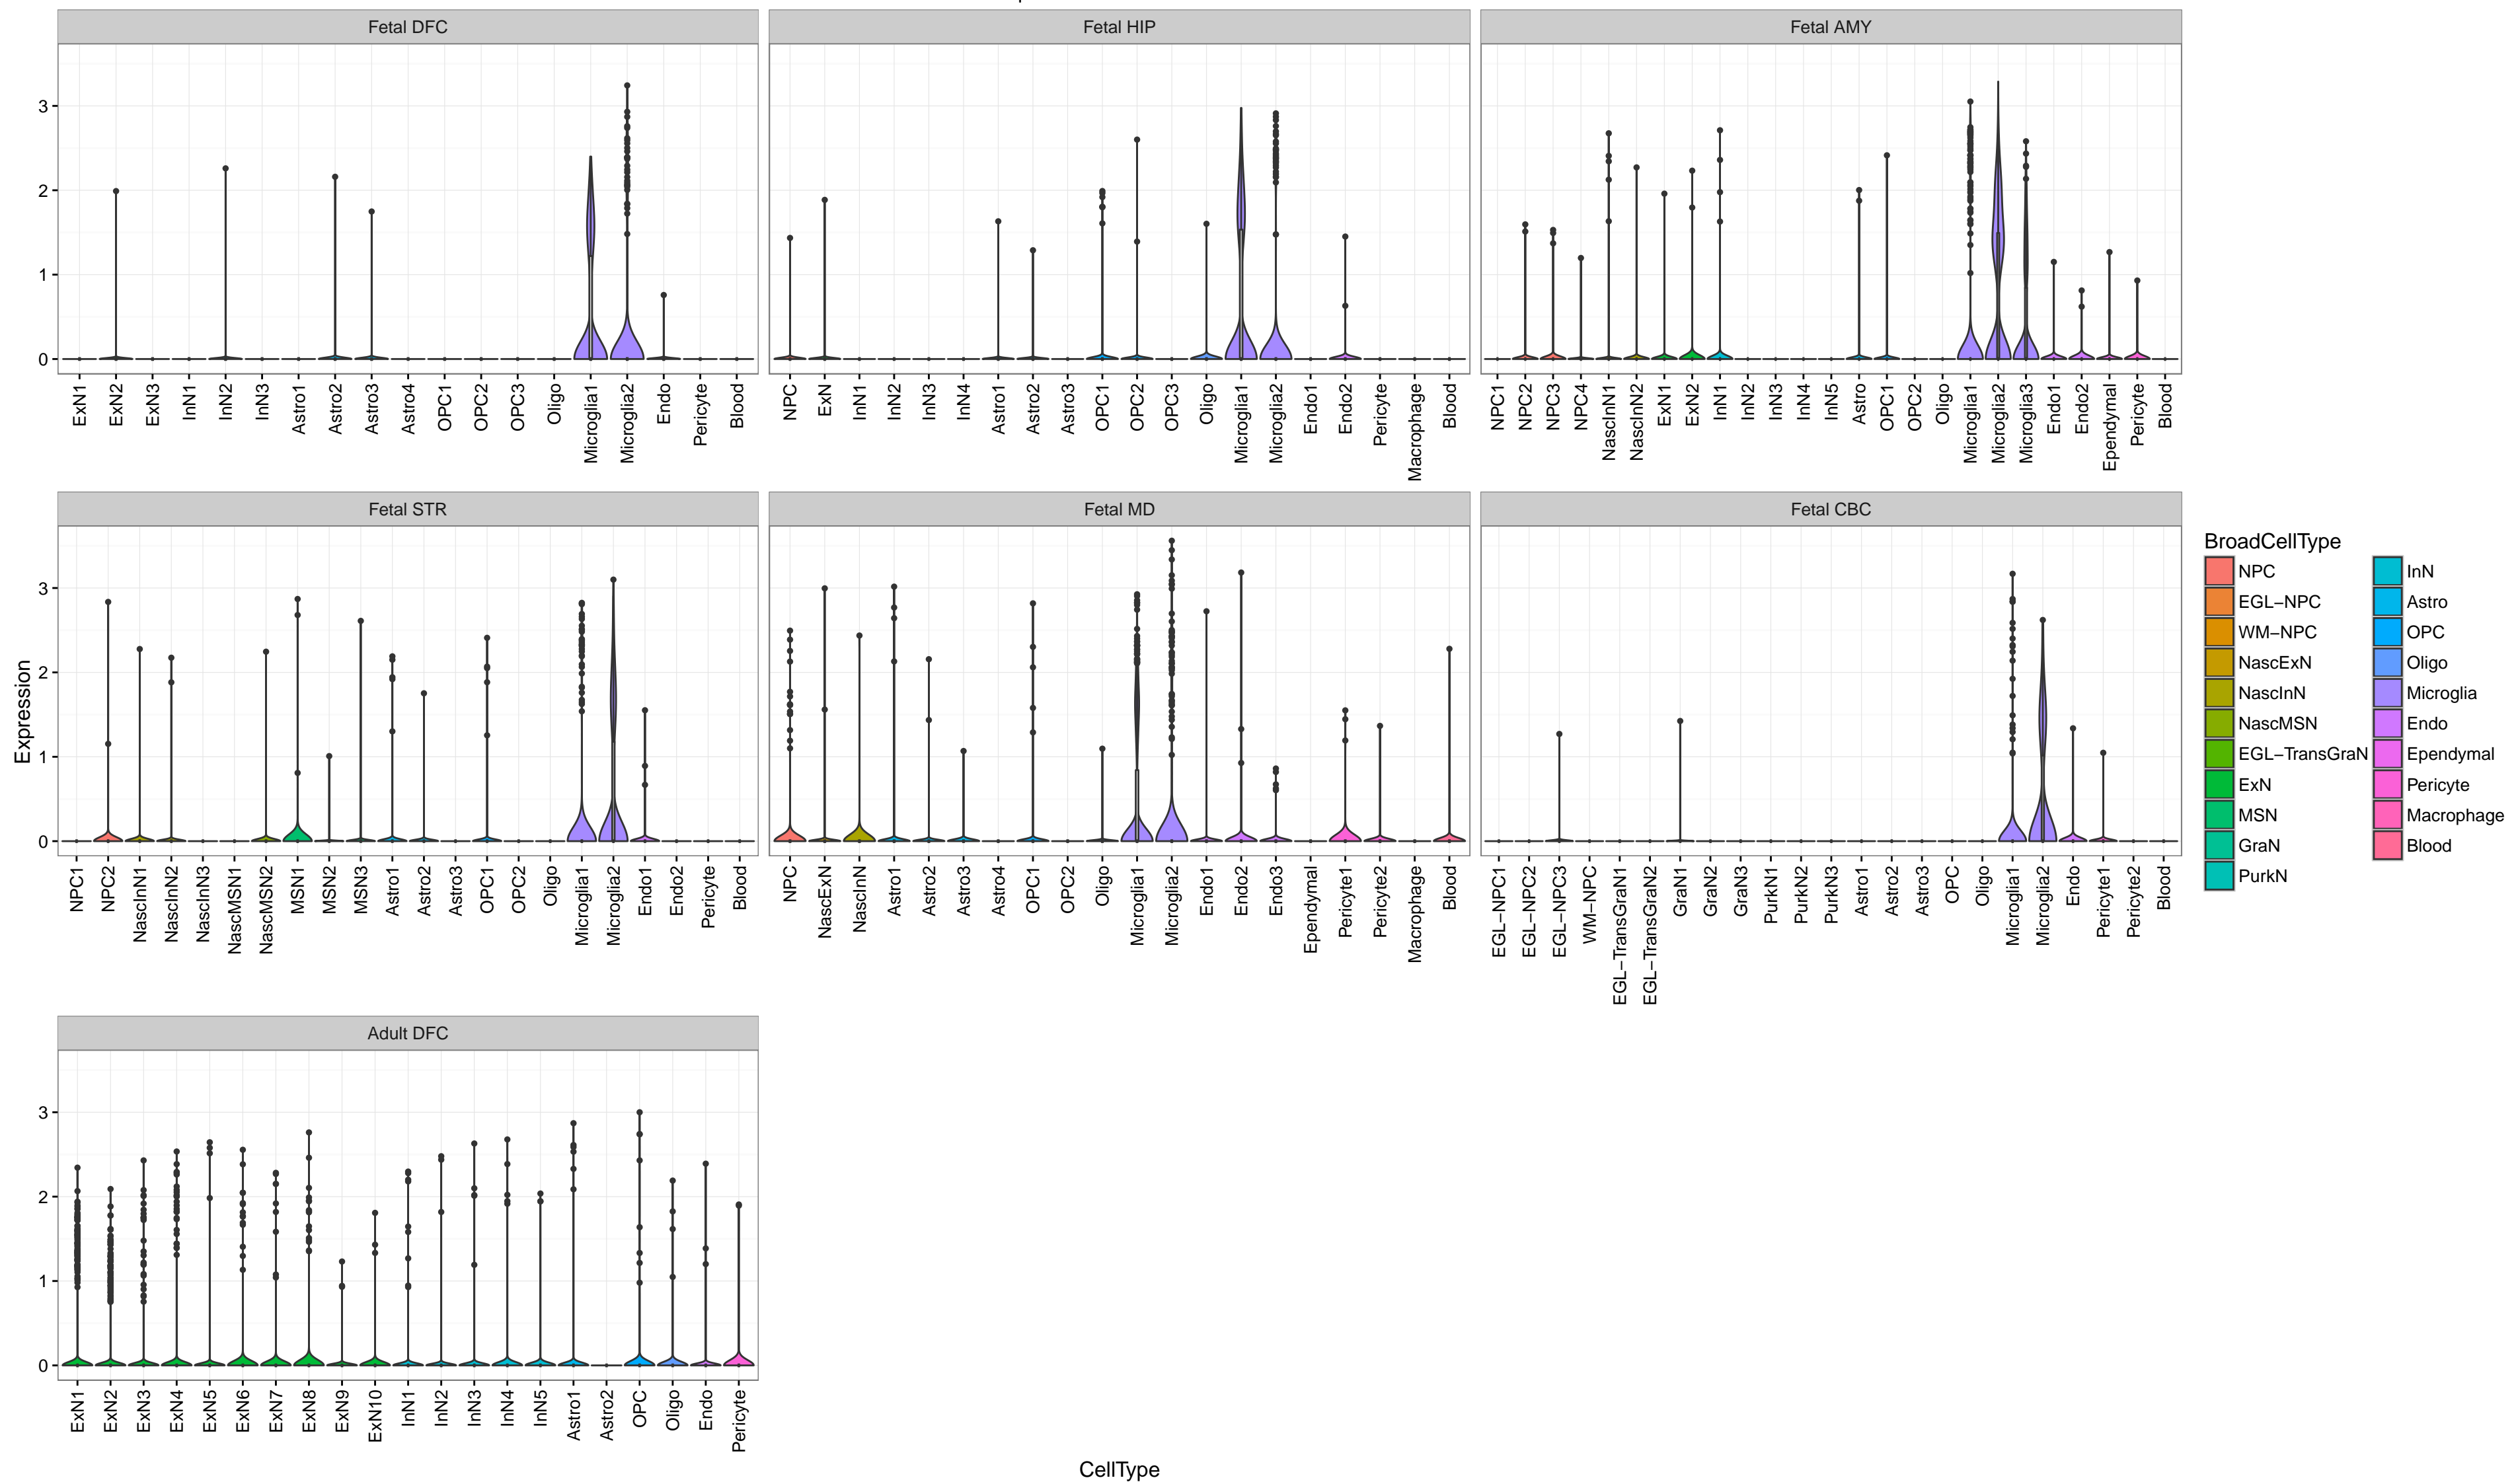 Fetal DFC
Fetal HIP
Fetal AMY
3
2
1
0
ExN1 ExN2 ExN3 InN1 InN2 InN3 Astro1 Astro2 Astro3 Astro4 OPC1 OPC2 OPC3 Oligo Microglia1 Microglia2 Endo Pericyte Blood
NPC ExN InN1 InN2 InN3 InN4 Astro1 Astro2 Astro3 OPC1 OPC2 OPC3 Oligo Microglia1 Microglia2 Endo1 Endo2 Pericyte Macrophage Blood
NPC1 NPC2 NPC3 NPC4 NascInN1 NascInN2 ExN1 ExN2 InN1 InN2 InN3 InN4 InN5 Astro OPC1 OPC2 Oligo Microglia1 Microglia2 Microglia3 Endo1 Endo2 Ependymal Pericyte Blood
Fetal STR
Fetal MD
Fetal CBC
Expression
3
2
1
0
NPC1 NPC2 NascInN1 NascInN2 NascInN3 NascMSN1 NascMSN2 MSN1 MSN2 MSN3 Astro1 Astro2 Astro3 OPC1 OPC2 Oligo Microglia1 Microglia2 Endo1 Endo2 Pericyte Blood
NPC NascExN NascInN Astro1 Astro2 Astro3 Astro4 OPC1 OPC2 Oligo Microglia1 Microglia2 Endo1 Endo2 Endo3 Ependymal Pericyte1 Pericyte2 Macrophage Blood
EGL−NPC1 EGL−NPC2 EGL−NPC3 WM−NPC EGL−TransGraN1 EGL−TransGraN2 GraN1 GraN2 GraN3 PurkN1 PurkN2 PurkN3 Astro1 Astro2 Astro3 OPC Oligo Microglia1 Microglia2 Endo Pericyte1 Pericyte2 Blood
BroadCellType
NPC
EGL−NPC
WM−NPC
NascExN
NascInN
NascMSN
EGL−TransGraN
ExN
MSN
GraN
PurkN
InN
Astro
OPC
Oligo
Microglia
Endo
Ependymal
Pericyte
Macrophage
Blood
Adult DFC
3
2
1
0
ExN1 ExN2 ExN3 ExN4 ExN5 ExN6 ExN7 ExN8 ExN9 ExN10 InN1 InN2 InN3 InN4 InN5 Astro1 Astro2 OPC Oligo Endo Pericyte
CellType